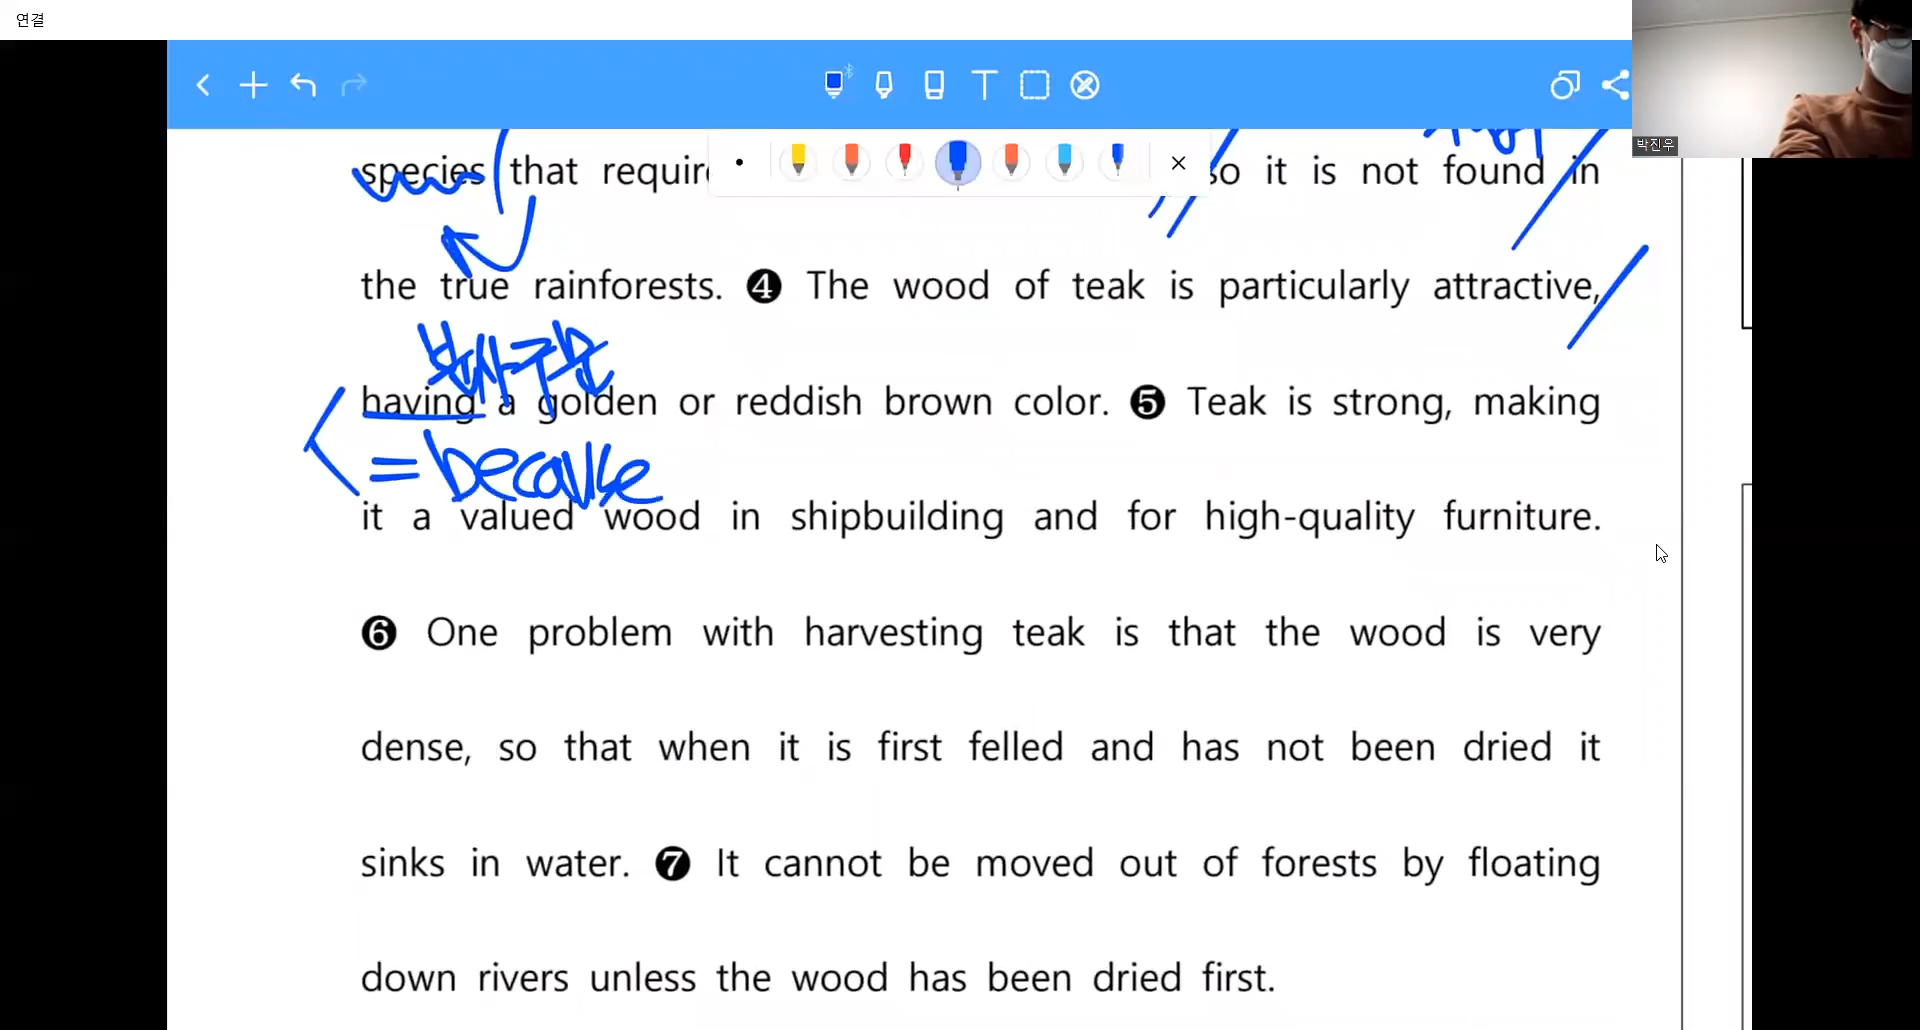 연결
박진우
species that requir so it is not found in
the true rainforests. ❹ The wood of teak is particularly attractive,
분사구문
having a golden or reddish brown color. ❺ Teak is strong, making
= because
it a valued wood in shipbuilding and for high-quality furniture.
❻ One problem with harvesting teak is that the wood is very
dense, so that when it is first felled and has not been dried it
sinks in water. ❼ It cannot be moved out of forests by floating
down rivers unless the wood has been dried first.